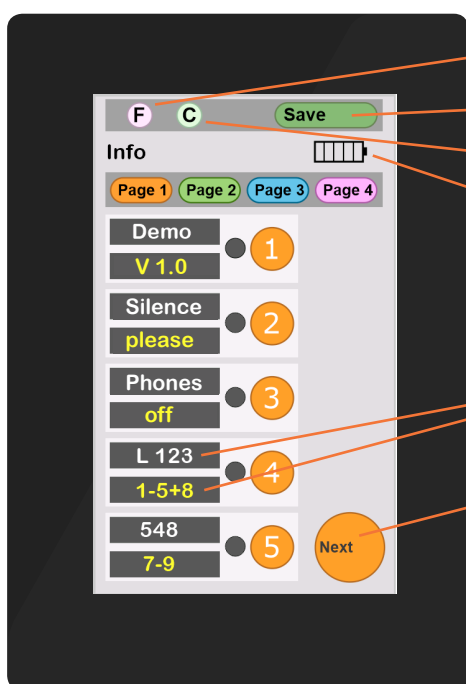 F C Save
Info
Page 1 Page 2 Page 3 Page 4
Demo
V 1.0
1
Silence
please
2
Phones
off
3
L 123
1-5+8
4
548
7-9
5
Next